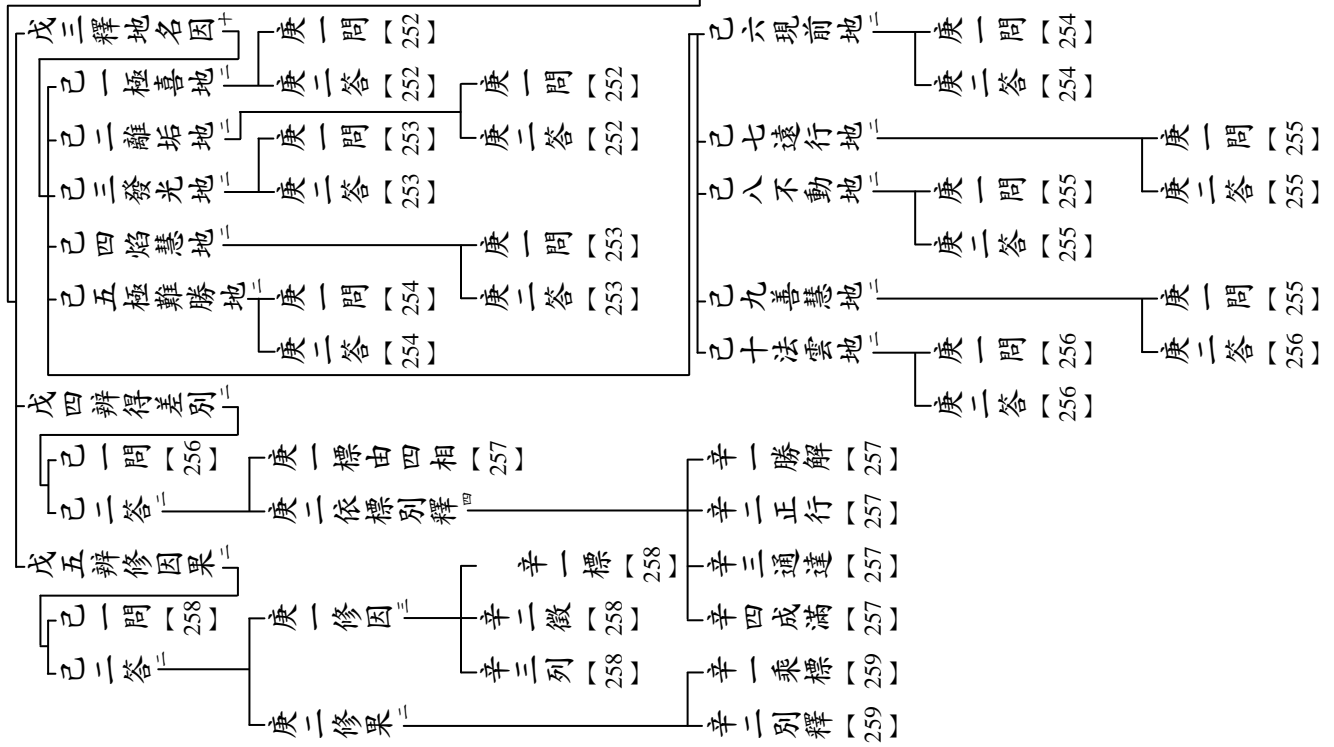 戊三釋地名因十
己一極喜地二
庚一問【252】
庚二答【252】
己二離垢地二
庚一問【252】
庚二答【252】
己三發光地二
庚一問【253】
庚二答【253】
己四焰慧地二
庚一問【253】
庚二答【253】
己五極難勝地二
庚一問【254】
庚二答【254】
己六現前地二
庚一問【254】
庚二答【254】
己七遠行地二
庚一問【255】
庚二答【255】
己八不動地二
庚一問【255】
庚二答【255】
己九善慧地二
庚一問【255】
庚二答【256】
己十法雲地二
庚一問【256】
庚二答【256】
戊四辨得差別二
己一問【256】
己二答二
庚一標由四相【257】
庚二依標別釋四
辛一勝解【257】
辛二正行【257】
辛三通達【257】
辛四成滿【257】
戊五辨修因果二
己一問【258】
己二答二
庚一修因三
辛一標【258】
辛二徵【258】
辛三列【258】
庚二修果二
辛一乘標【259】
辛二別釋【259】